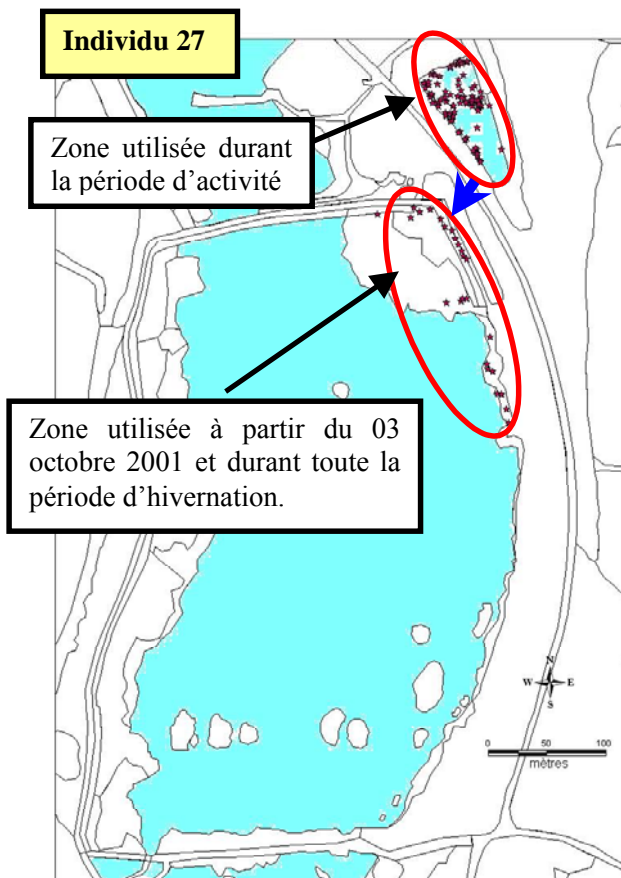 Individu 27
Zone utilisée durant
la période d'activité
Zone utilisée à partir du 03
octobre 2001 et durant toute la
période d'hivernation.
N
W E
S
0 50 100
mètres